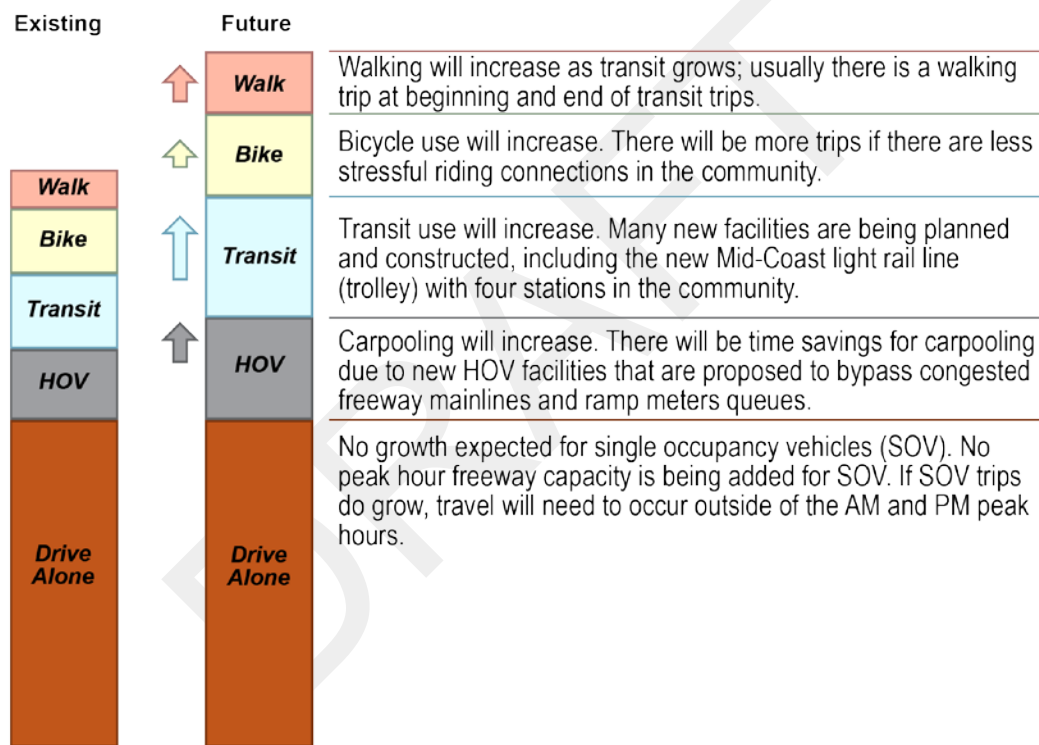 Existing
Future
Walk
Bike
Transit
HOV
Drive
Alone
Walk
Bike
Transit
HOV
Drive
Alone
Walking will increase as transit grows; usually there is a walking
trip at beginning and end of transit trips.
Bicycle use will increase. There will be more trips if there are less
stressful riding connections in the community.
Transit use will increase. Many new facilities are being planned
and constructed, including the new Mid-Coast light rail line
(trolley) with four stations in the community.
Carpooling will increase. There will be time savings for carpooling
due to new HOV facilities that are proposed to bypass congested
freeway mainlines and ramp meters queues.
No growth expected for single occupancy vehicles (SOV). No
peak hour freeway capacity is being added for SOV. If SOV trips
do grow, travel will need to occur outside of the AM and PM peak
hours.
DRAFT